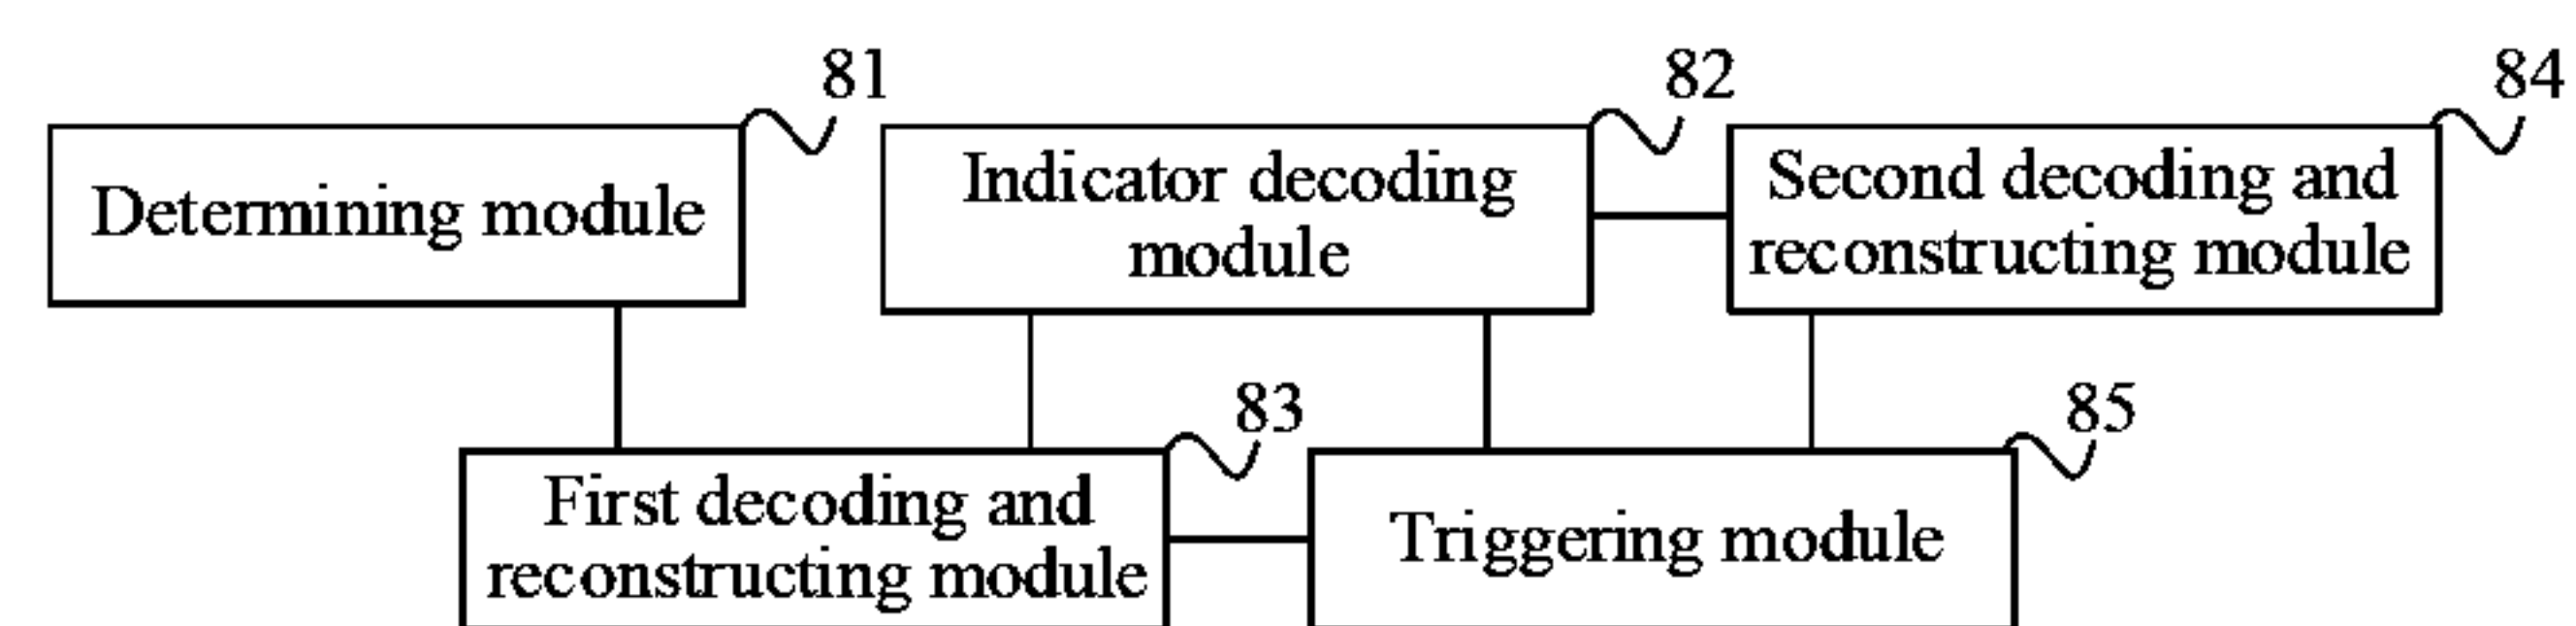 81
82
84
Determining module
Indicator decoding
module
Second decoding and
reconstructing module
83
85
First decoding and
reconstructing module
Triggering module